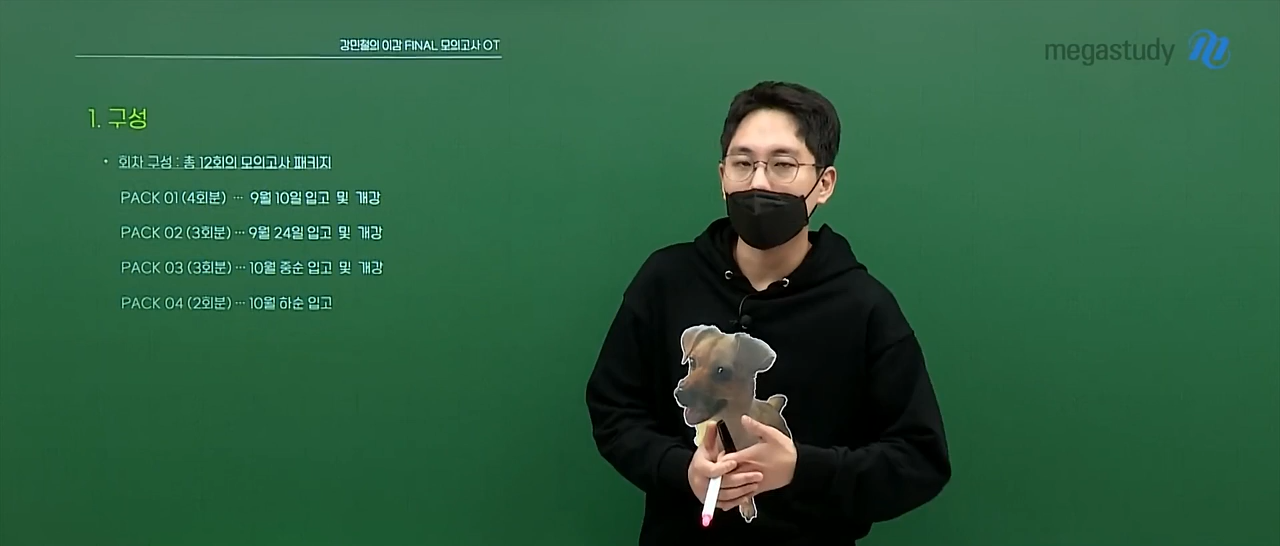 강민철의 이감 FINAL 모의고사 OT
megastudy
1. 구성
• 회차 구성 : 총 12회의 모의고사 패키지
PACK 01 (4회분) ··· 9월 10일 입고 및 개강
PACK 02 (3회분) ··· 9월 24일 입고 및 개강
PACK 03 (3회분) ··· 10월 중순 입고 및 개강
PACK 04 (2회분) ··· 10월 하순 입고